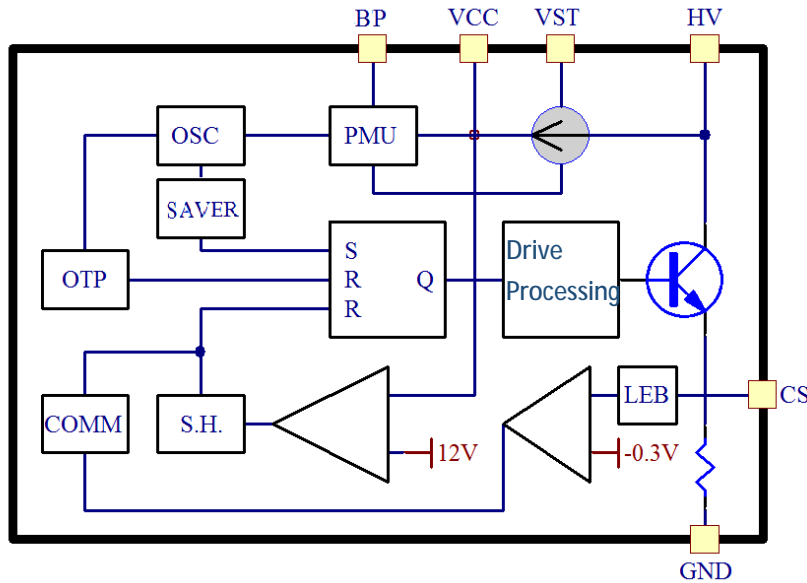 BP VCC VST HV
OSC PMU
SAVER
S
Drive
OTP R Q Processing
R
LEB CS
COMM S.H. 12V -0.3V
GND